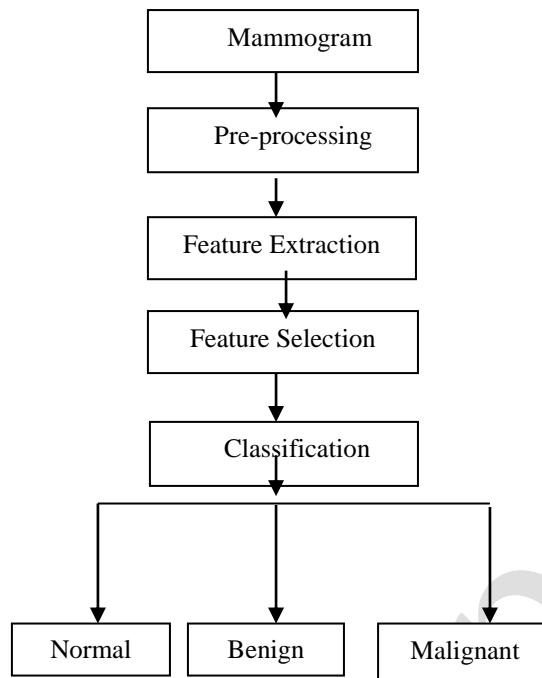 Mammogram
Pre-processing
Feature Extraction
Feature Selection
Classification
Normal
Benign
Malignant